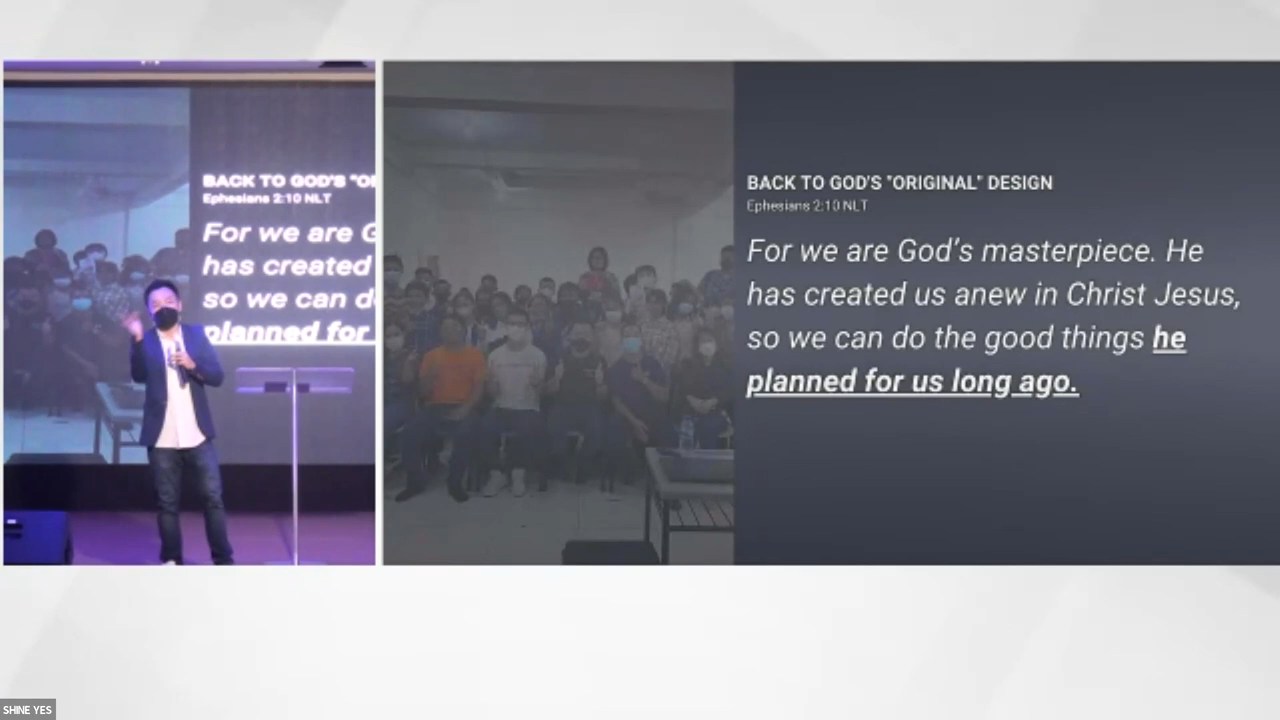 BACK TO GOD'S "OR
Ephesians 2:10 NLT
For we are G
has created
so we can d
planned for
BACK TO GOD'S "ORIGINAL" DESIGN
Ephesians 2:10 NLT
For we are God's masterpiece. He
has created us anew in Christ Jesus,
so we can do the good things he
planned for us long ago.
SHINE YES